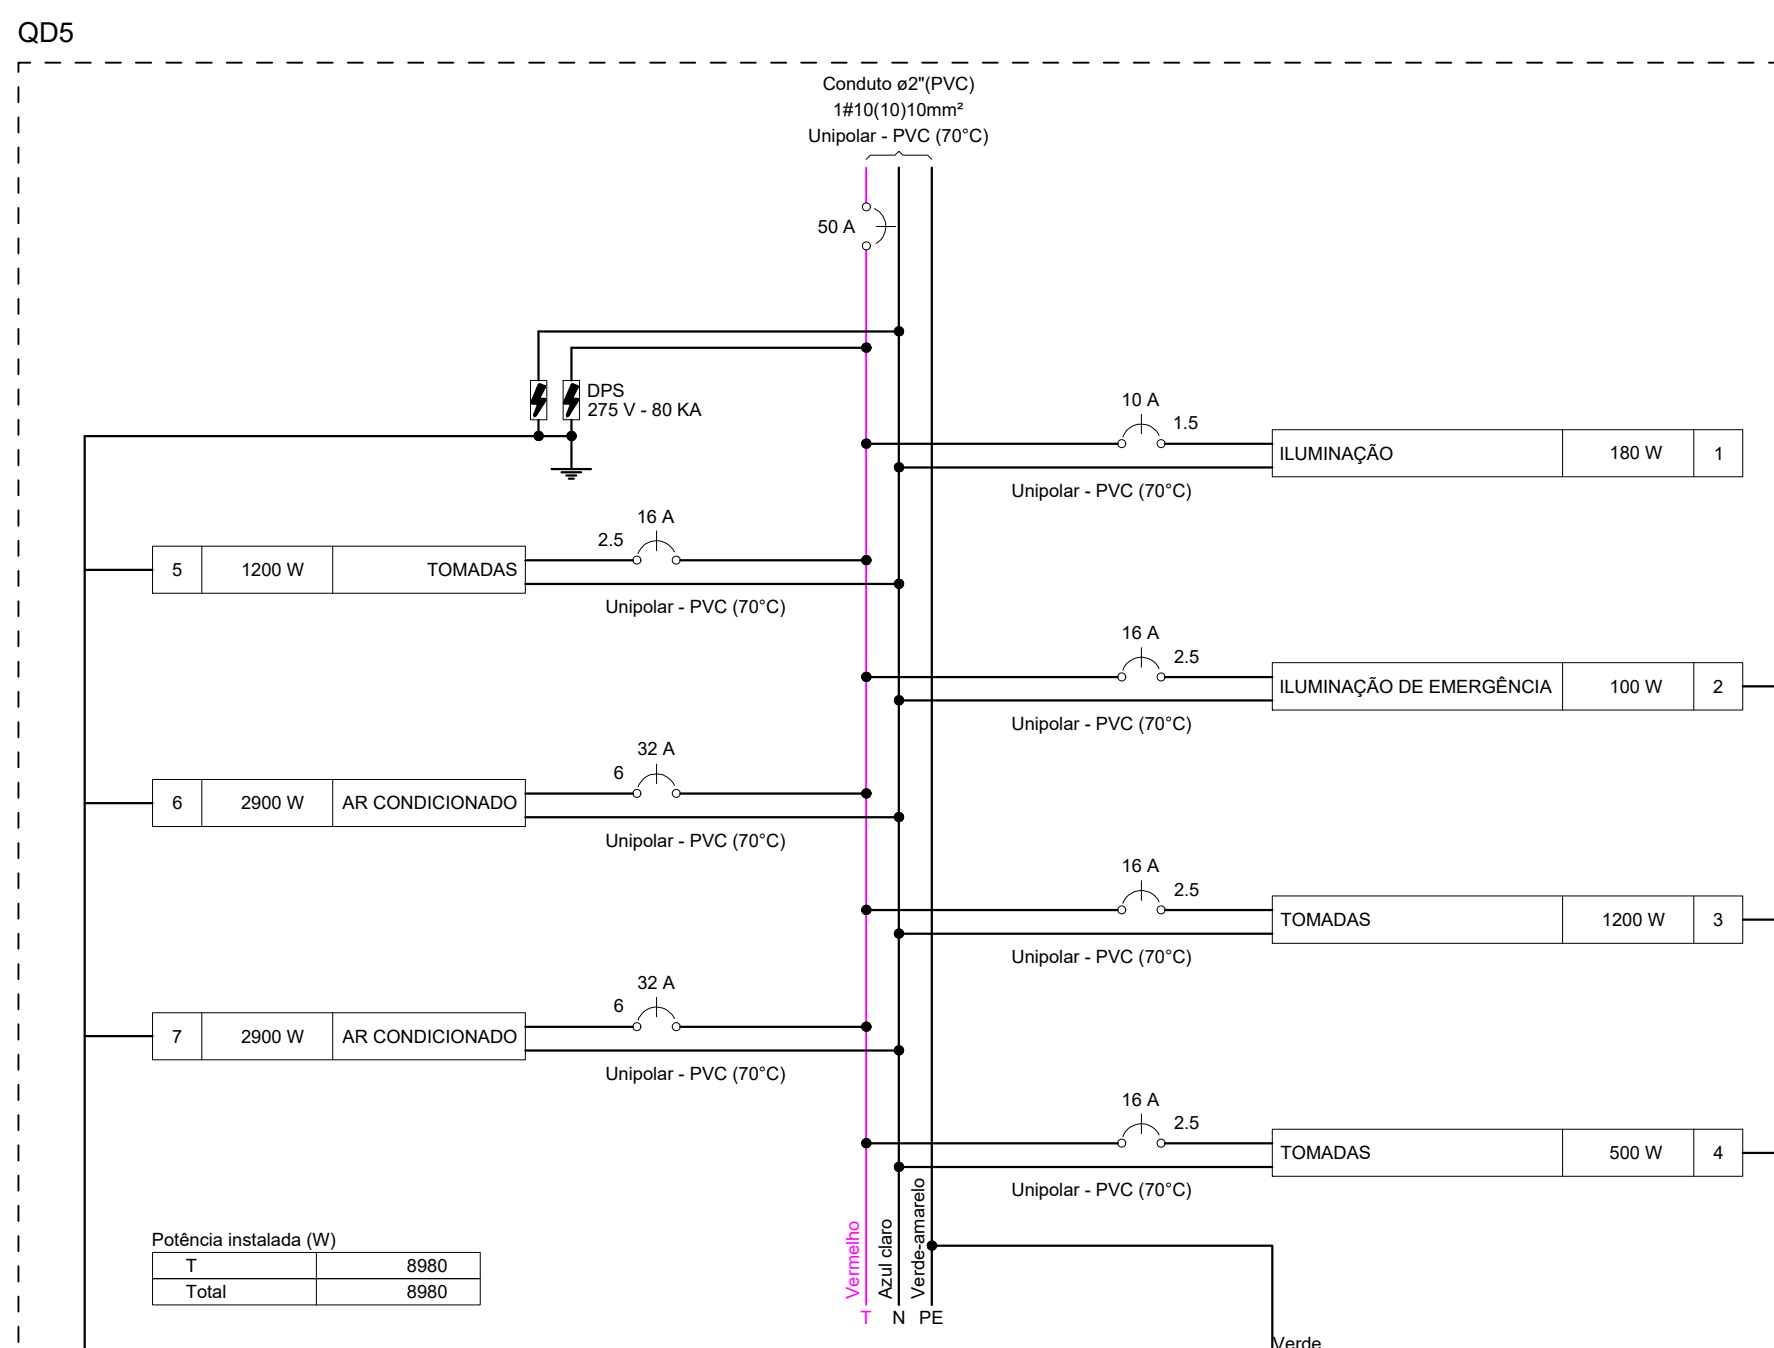 QD5
Conduto ø2"(PVC)
1#10(10)10mm²
Unipolar - PVC (70°C)
50 A
DPS
275 V - 80 KA
10 A
1.5
ILUMINAÇÃO 180 W 1
Unipolar - PVC (70°C)
16 A
2.5
5 1200 W TOMADAS
Unipolar - PVC (70°C)
16 A
2.5
ILUMINAÇÃO DE EMERGÊNCIA 100 W 2
Unipolar - PVC (70°C)
32 A
6
6 2900 W AR CONDICIONADO
Unipolar - PVC (70°C)
16 A
2.5
TOMADAS 1200 W 3
Unipolar - PVC (70°C)
32 A
6
7 2900 W AR CONDICIONADO
Unipolar - PVC (70°C)
16 A
2.5
TOMADAS 500 W 4
Unipolar - PVC (70°C)
Potência instalada (W)
T 8980
Total 8980
Vermelho
Azul claro
Verde-amarelo
T N PE
Verde